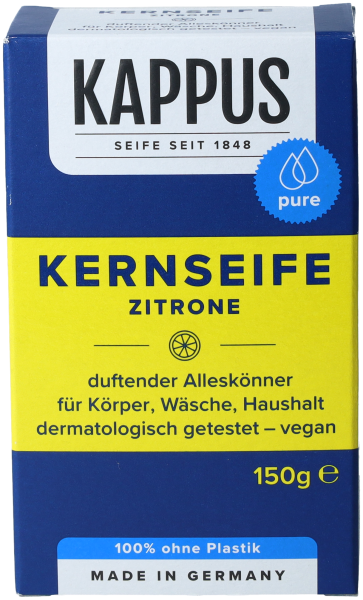 KAPPUS
SEIFE SEIT 1848
pure
KERNSEIFE
ZITRONE
duftender Alleskönner
für Körper, Wäsche, Haushalt
dermatologisch getestet – vegan
150g ℮
100% ohne Plastik
MADE IN GERMANY